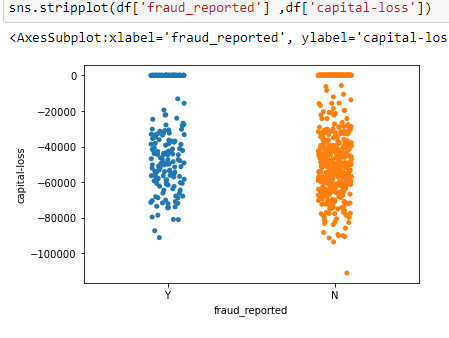 sns.stripplot(df['fraud_reported'] ,df['capital-loss'])
<AxesSubplot:xlabel='fraud_reported', ylabel='capital-los
0
−20000
−40000
−60000
−80000
−100000
capital-loss
Y N
fraud_reported